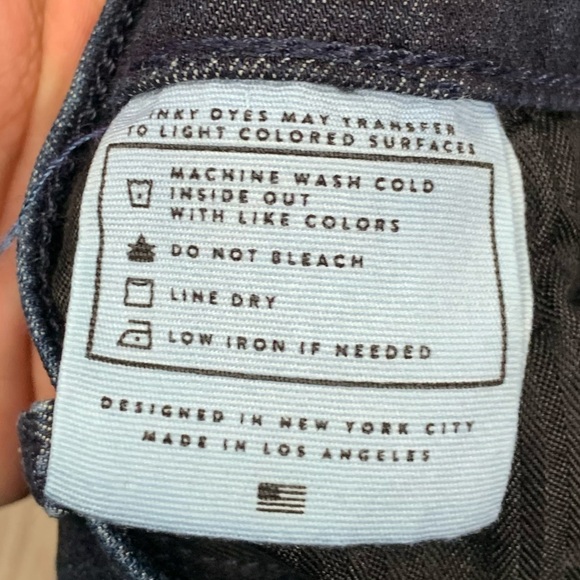 INKY DYES MAY TRANSFER
TO LIGHT COLORED SURFACES
MACHINE WASH COLD
INSIDE OUT
WITH LIKE COLORS
DO NOT BLEACH
LINE DRY
LOW IRON IF NEEDED
DESIGNED IN NEW YORK CITY
MADE IN LOS ANGELES